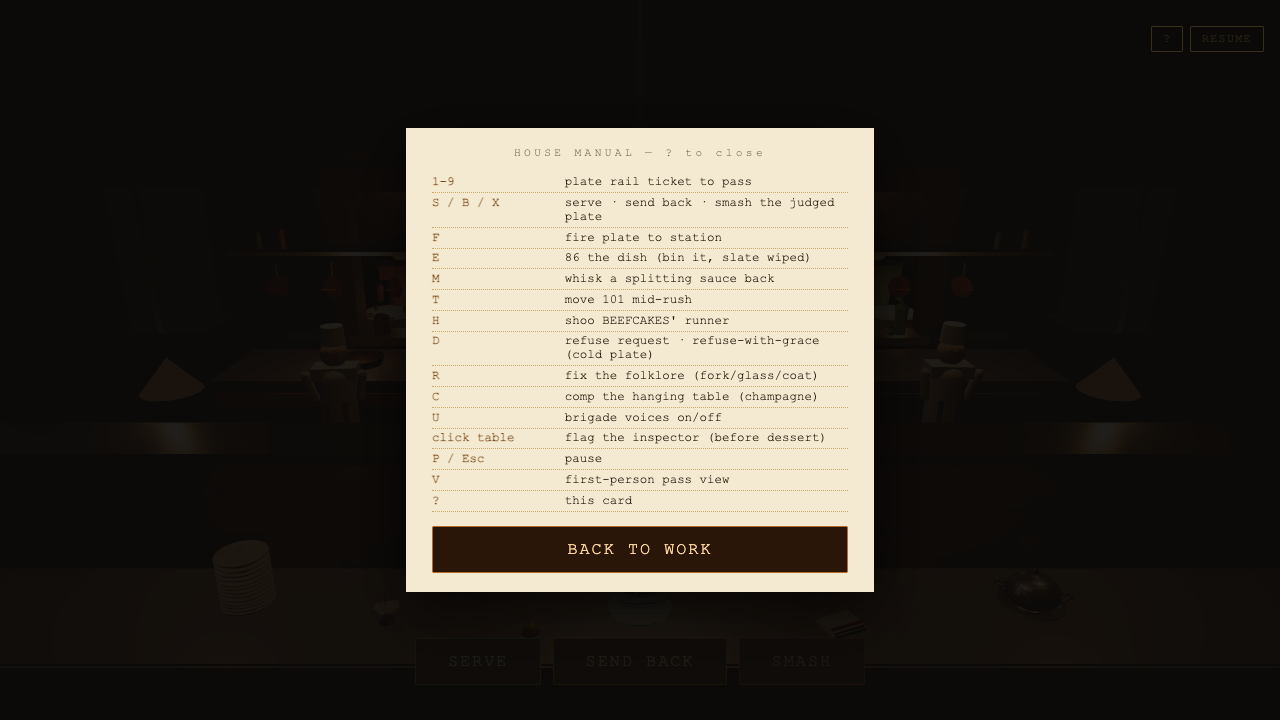 ?
RESUME
HOUSE MANUAL — ? to close
1–9 plate rail ticket to pass
S / B / X serve · send back · smash the judged
plate
F fire plate to station
E 86 the dish (bin it, slate wiped)
M whisk a splitting sauce back
T move 101 mid-rush
H shoo BEEFCAKES' runner
D refuse request · refuse-with-grace
(cold plate)
R fix the folklore (fork/glass/coat)
C comp the hanging table (champagne)
U brigade voices on/off
click table flag the inspector (before dessert)
P / Esc pause
V first-person pass view
? this card
BACK TO WORK
SERVE
SEND BACK
SMASH